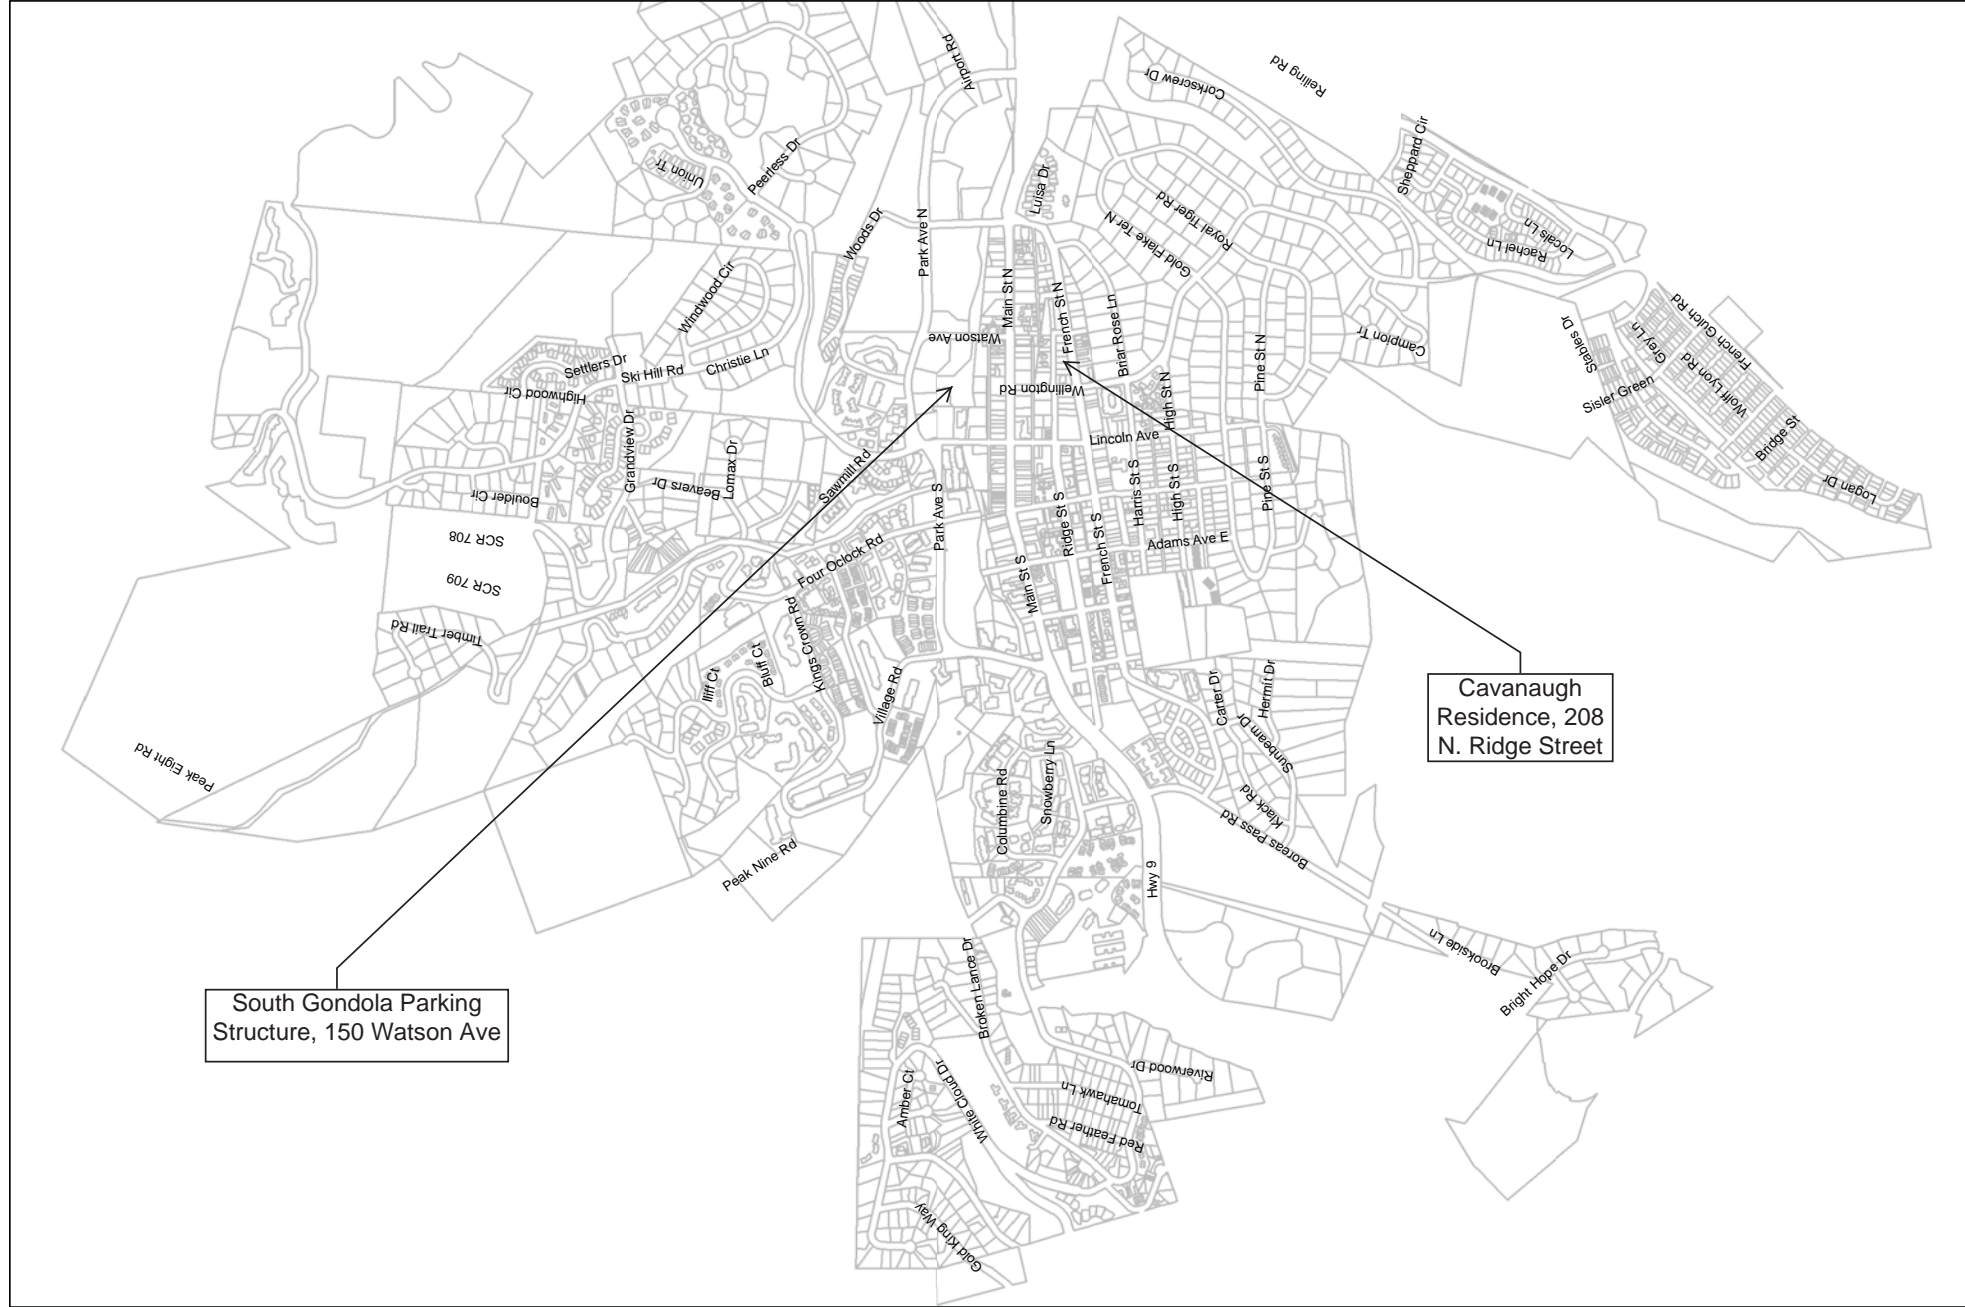 Airport Rd
Reiling Rd
Corkscrew Dr
Sheppard Cir
Union Tr
Peerless Dr
Luisa Dr
Woods Dr
Park Ave N
Gold Flake Ter N
Royal Tiger Rd
Locals Ln
Rachel Ln
Windwood Cir
Main St N
French St N
Briar Rose Ln
Watson Ave
Pine St N
Campion Tr
Stables Dr
Grey Ln
French Gulch Rd
Wolff Lyon Rd
Sisler Green
Bridge St
Logan Dr
Settlers Dr
Ski Hill Rd
Christie Ln
Highwood Cir
Wellington Rd
High St N
Lincoln Ave
Grandview Dr
Lomax Dr
Beavers Dr
Sawmill Rd
Boulder Cir
Park Ave S
Ridge St S
Harris St S
High St S
Pine St S
SCR 708
SCR 709
Four Oclock Rd
Main St S
French St S
Adams Ave E
Timber Trail Rd
Kings Crown Rd
Bluff Ct
Iliff Ct
Village Rd
Carter Dr
Hermit Dr
Sunbeam Dr
Cavanaugh
Residence, 208
N. Ridge Street
Peak Eight Rd
Columbine Rd
Snowberry Ln
Klack Rd
Boreas Pass Rd
Peak Nine Rd
Hwy 9
Brookside Ln
Bright Hope Dr
Broken Lance Dr
South Gondola Parking
Structure, 150 Watson Ave
Amber Ct
White Cloud Dr
Riverwood Dr
Tomahawk Ln
Red Feather Rd
Gold King Way